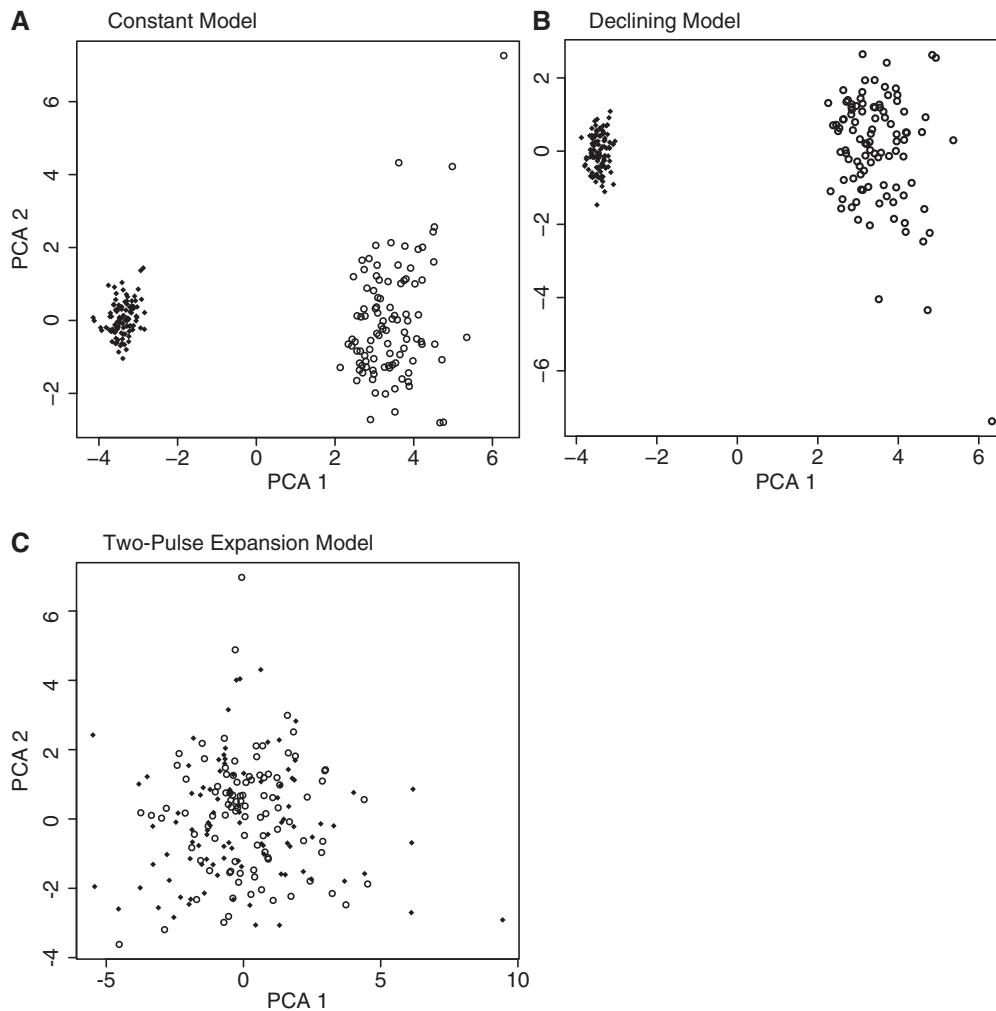 A Constant Model
PCA 2
6
4
2
0
−2
−4 −2 0 2 4 6
PCA 1
B Declining Model
2
0
−2
−4
−6
−4 −2 0 2 4 6
PCA 1
C Two-Pulse Expansion Model
PCA 2
6
4
2
0
-2
-4
-5 0 5 10
PCA 1